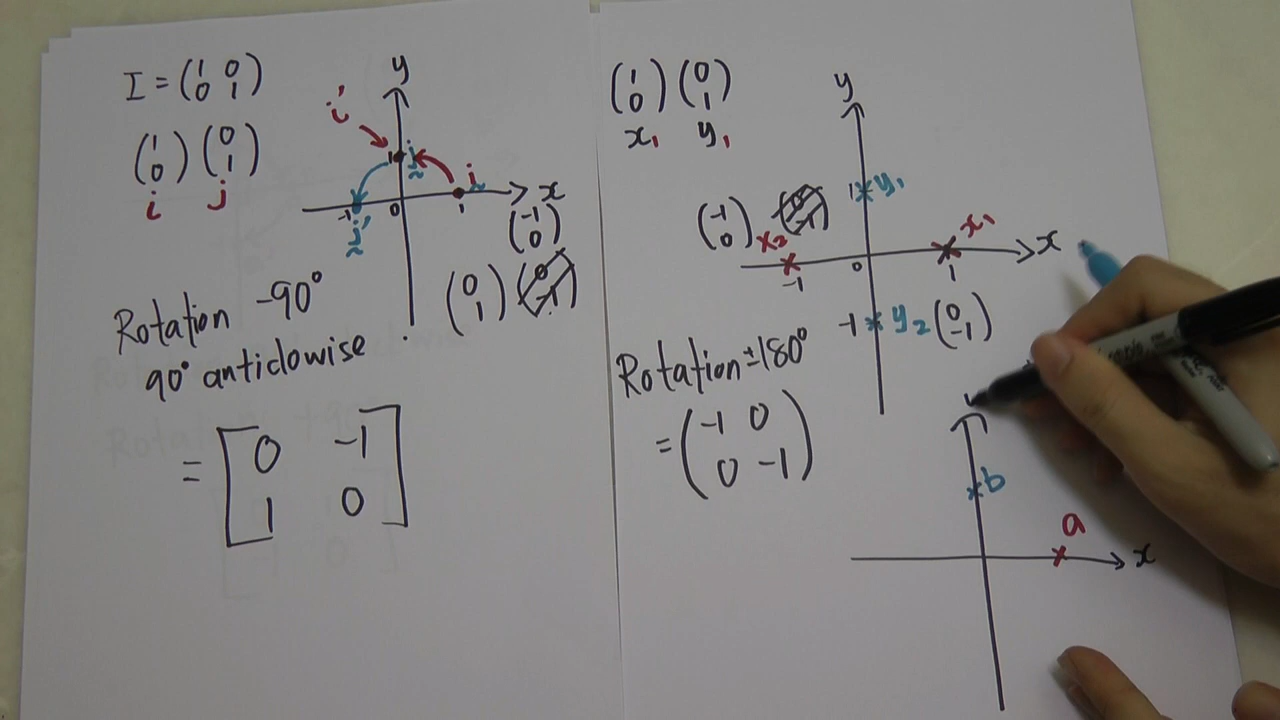 I = (1 0
0 1)
(1
0) (0
1)
i j
y
i'
1 j
i
-1 0 1 x
j'
(-1
0)
(0
1)
Rotation -90°
90° anticlowise
= [0 -1
1 0]
(1
0) (0
1)
x₁ y₁
y
1 y₁
(-1
0)
x₂ x₁
-1 0 1 x
-1 y₂ (0
-1)
Rotation ±180°
= (-1 0
0 -1)
b
a
x